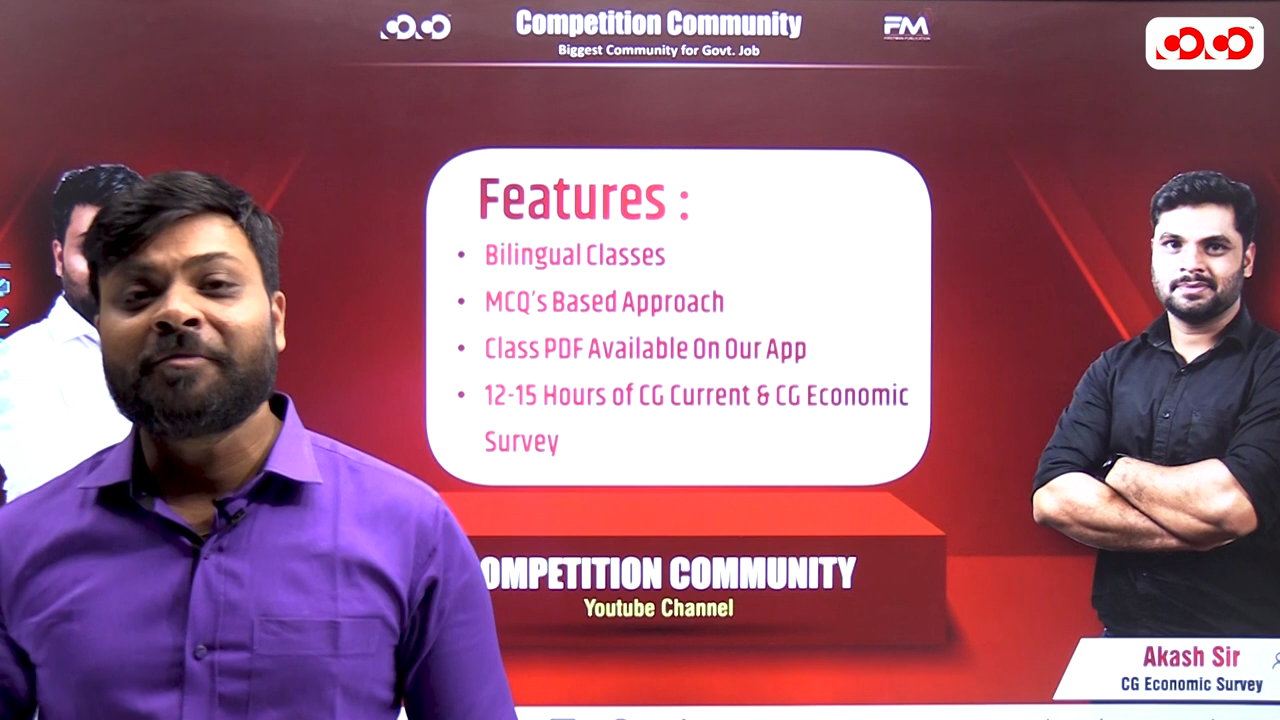 Competition Community
Biggest Community for Govt. Job
FM
Features :
• Bilingual Classes
• MCQ's Based Approach
• Class PDF Available On Our App
• 12-15 Hours of CG Current & CG Economic
Survey
OMPETITION COMMUNITY
Youtube Channel
Akash Sir
CG Economic Survey